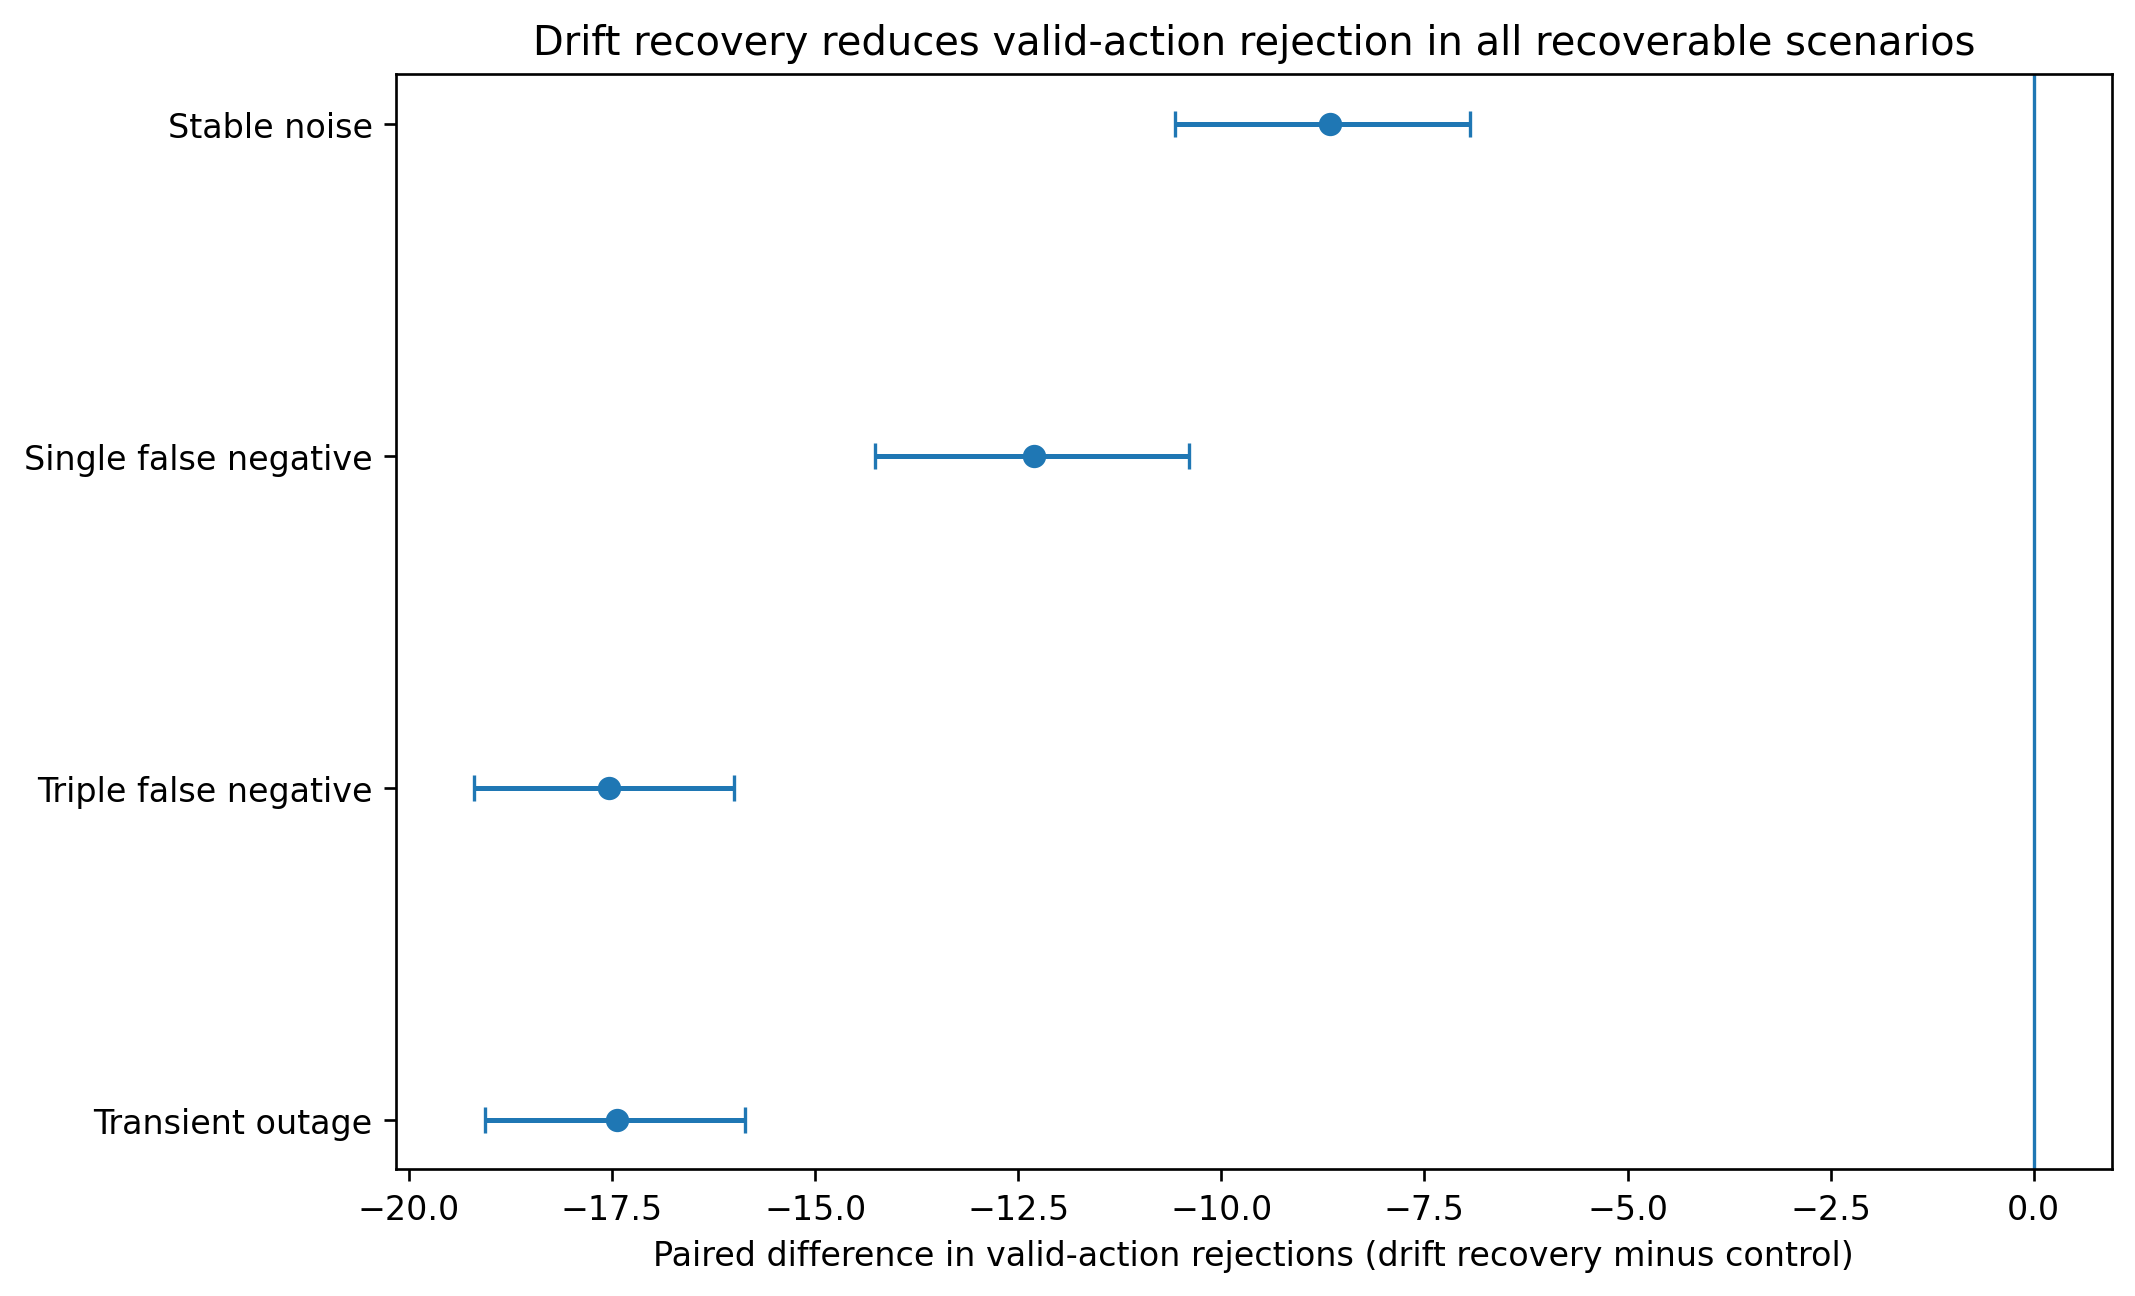 Drift recovery reduces valid-action rejection in all recoverable scenarios
Stable noise
Single false negative
Triple false negative
Transient outage
−20.0 −17.5 −15.0 −12.5 −10.0 −7.5 −5.0 −2.5 0.0
Paired difference in valid-action rejections (drift recovery minus control)